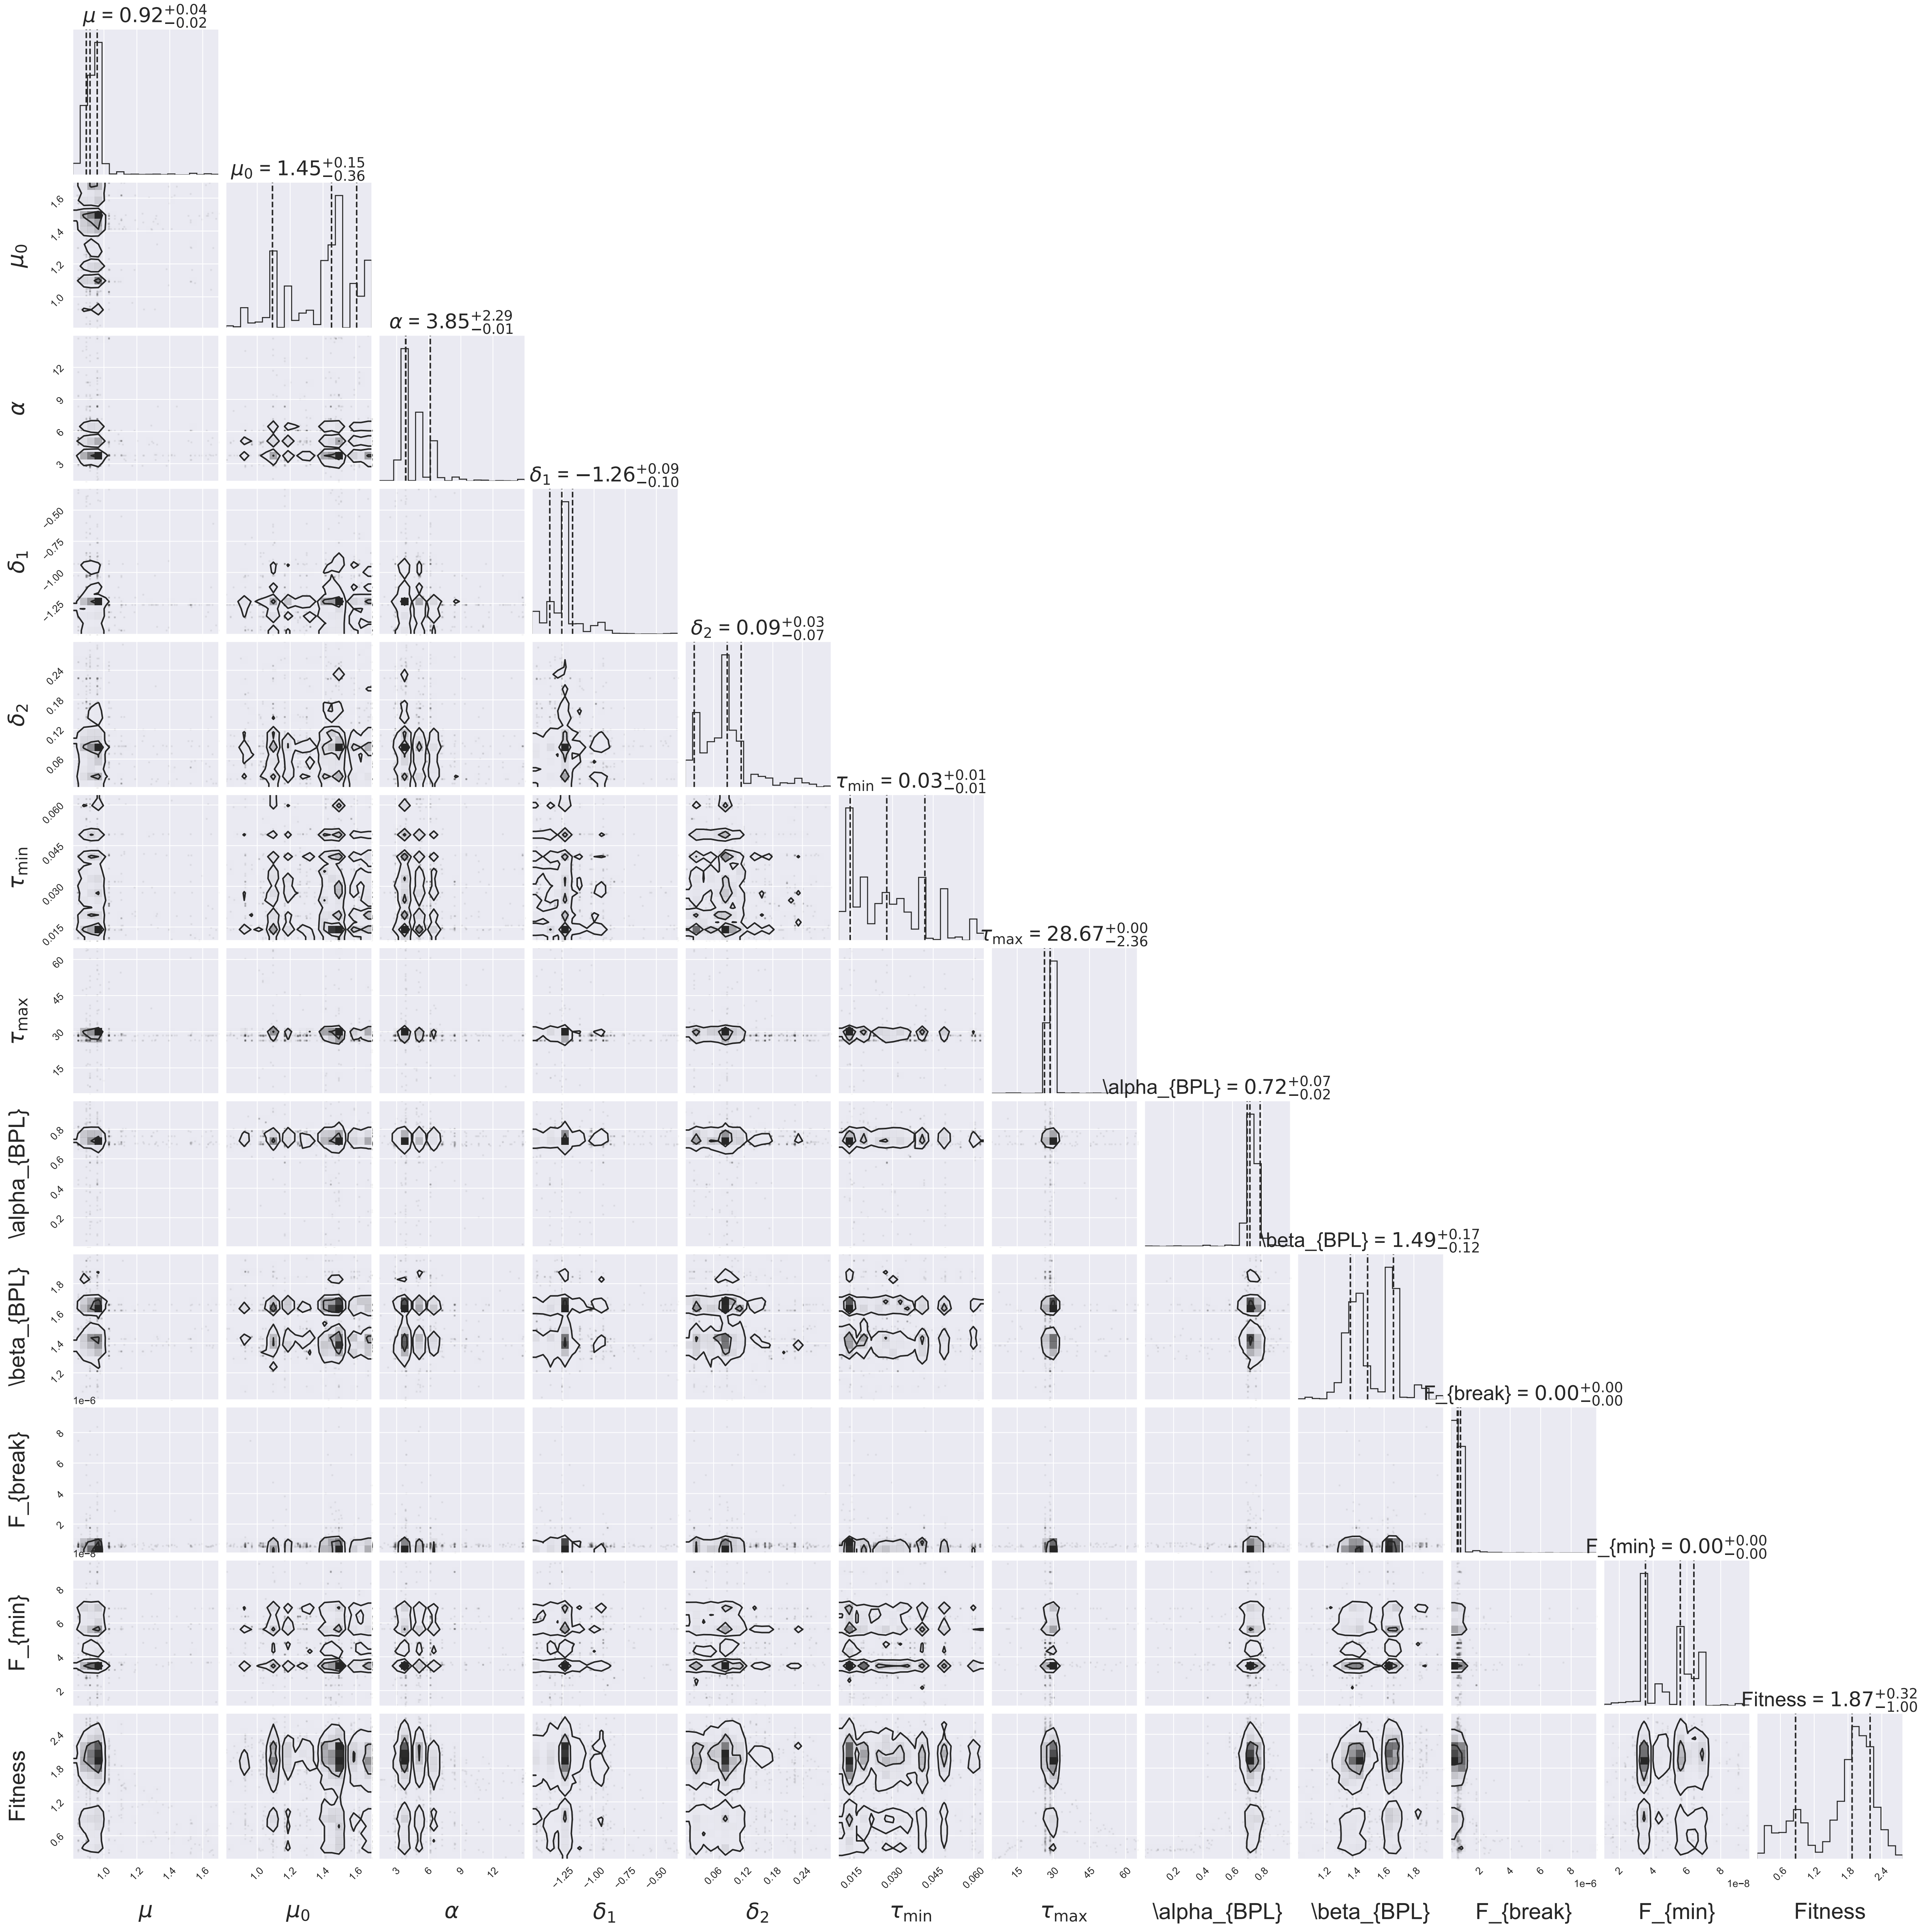 μ = 0.92 +0.04 −0.02
μ₀ = 1.45 +0.15 −0.36
1.6
1.4
1.2
1.0
μ₀
α = 3.85 +2.29 −0.01
12
9
6
3
α
δ₁ = −1.26 +0.09 −0.10
−0.50
−0.75
−1.00
−1.25
δ₁
δ₂ = 0.09 +0.03 −0.07
0.24
0.18
0.12
0.06
δ₂
τmin = 0.03 +0.01 −0.01
0.060
0.045
0.030
0.015
τmin
τmax = 28.67 +0.00 −2.36
60
45
30
15
τmax
\alpha_{BPL} = 0.72 +0.07 −0.02
0.8
0.6
0.4
0.2
\alpha_{BPL}
\beta_{BPL} = 1.49 +0.17 −0.12
1.8
1.6
1.4
1.2
\beta_{BPL}
1e−6
F_{break} = 0.00 +0.00 −0.00
8
6
4
2
F_{break}
1e−8
F_{min} = 0.00 +0.00 −0.00
8
6
4
2
F_{min}
Fitness = 1.87 +0.32 −1.00
2.4
1.8
1.2
0.6
Fitness
1.0 1.2 1.4 1.6
1.0 1.2 1.4 1.6
3 6 9 12
−1.25 −1.00 −0.75 −0.50
0.06 0.12 0.18 0.24
0.015 0.030 0.045 0.060
15 30 45 60
0.2 0.4 0.6 0.8
1.2 1.4 1.6 1.8
2 4 6 8
1e−6
2 4 6 8
1e−8
0.6 1.2 1.8 2.4
μ μ₀ α δ₁ δ₂ τmin τmax \alpha_{BPL} \beta_{BPL} F_{break} F_{min} Fitness